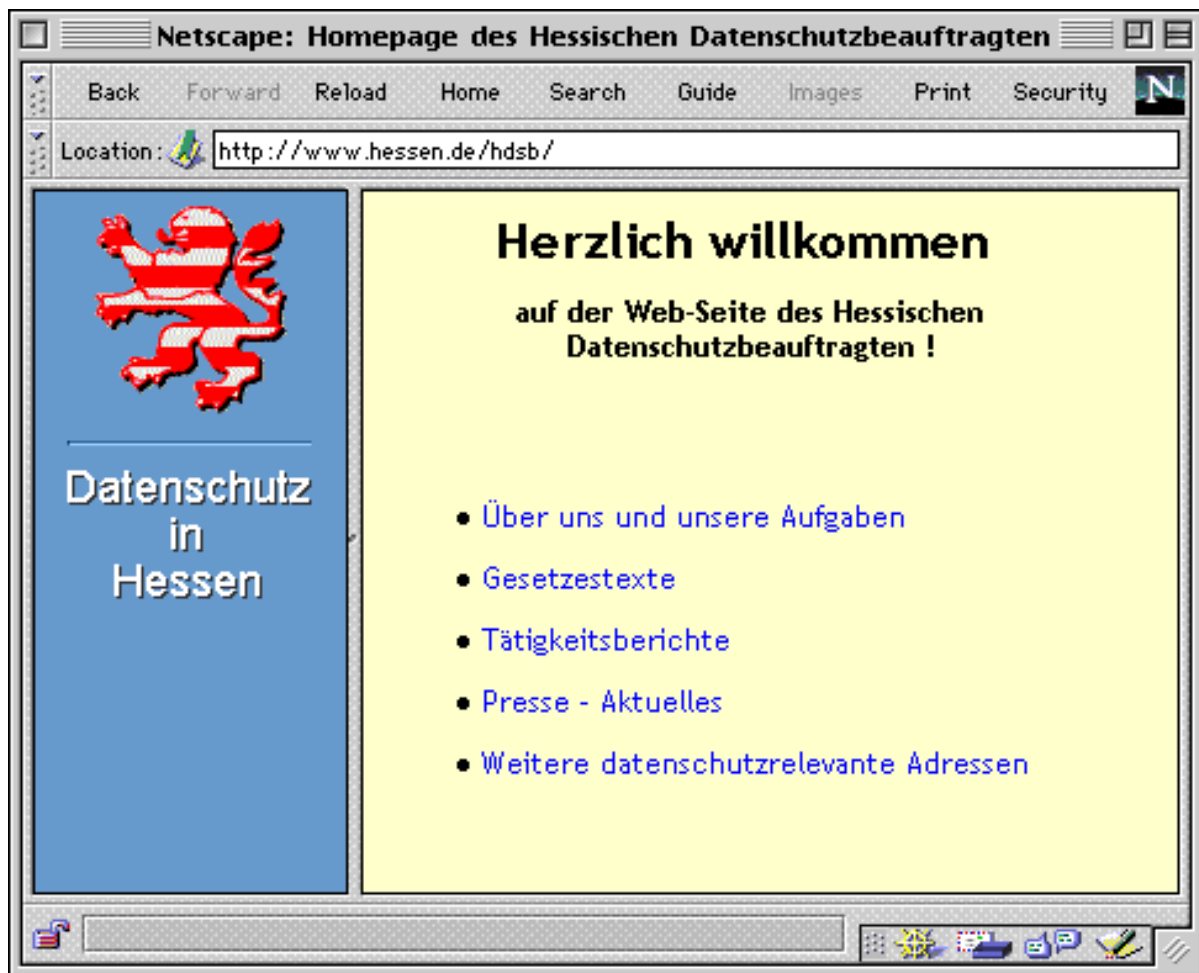 Netscape: Homepage des Hessischen Datenschutzbeauftragten
Back Forward Reload Home Search Guide Images Print Security N
Location: http://www.hessen.de/hdsb/
Datenschutz
in
Hessen
Herzlich willkommen
auf der Web-Seite des Hessischen
Datenschutzbeauftragten !
• Über uns und unsere Aufgaben
• Gesetzestexte
• Tätigkeitsberichte
• Presse - Aktuelles
• Weitere datenschutzrelevante Adressen